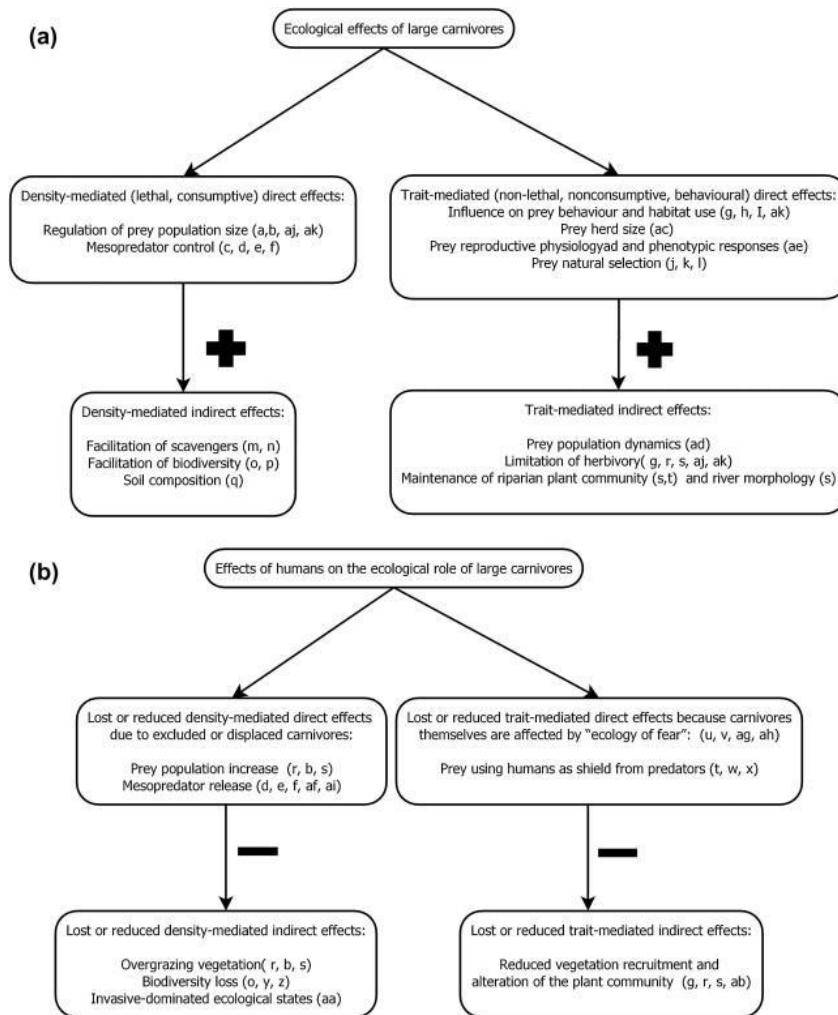 (a)
Ecological effects of large carnivores
Density-mediated (lethal, consumptive) direct effects:
Regulation of prey population size (a,b, aj, ak)
Mesopredator control (c, d, e, f)
Trait-mediated (non-lethal, nonconsumptive, behavioural) direct effects:
Influence on prey behaviour and habitat use (g, h, I, ak)
Prey herd size (ac)
Prey reproductive physiologyad and phenotypic responses (ae)
Prey natural selection (j, k, l)
Density-mediated indirect effects:
Facilitation of scavengers (m, n)
Facilitation of biodiversity (o, p)
Soil composition (q)
Trait-mediated indirect effects:
Prey population dynamics (ad)
Limitation of herbivory( g, r, s, aj, ak)
Maintenance of riparian plant community (s,t) and river morphology (s)
(b)
Effects of humans on the ecological role of large carnivores
Lost or reduced density-mediated direct effects
due to excluded or displaced carnivores:
Prey population increase (r, b, s)
Mesopredator release (d, e, f, af, ai)
Lost or reduced trait-mediated direct effects because carnivores
themselves are affected by "ecology of fear": (u, v, ag, ah)
Prey using humans as shield from predators (t, w, x)
Lost or reduced density-mediated indirect effects:
Overgrazing vegetation( r, b, s)
Biodiversity loss (o, y, z)
Invasive-dominated ecological states (aa)
Lost or reduced trait-mediated indirect effects:
Reduced vegetation recruitment and
alteration of the plant community (g, r, s, ab)